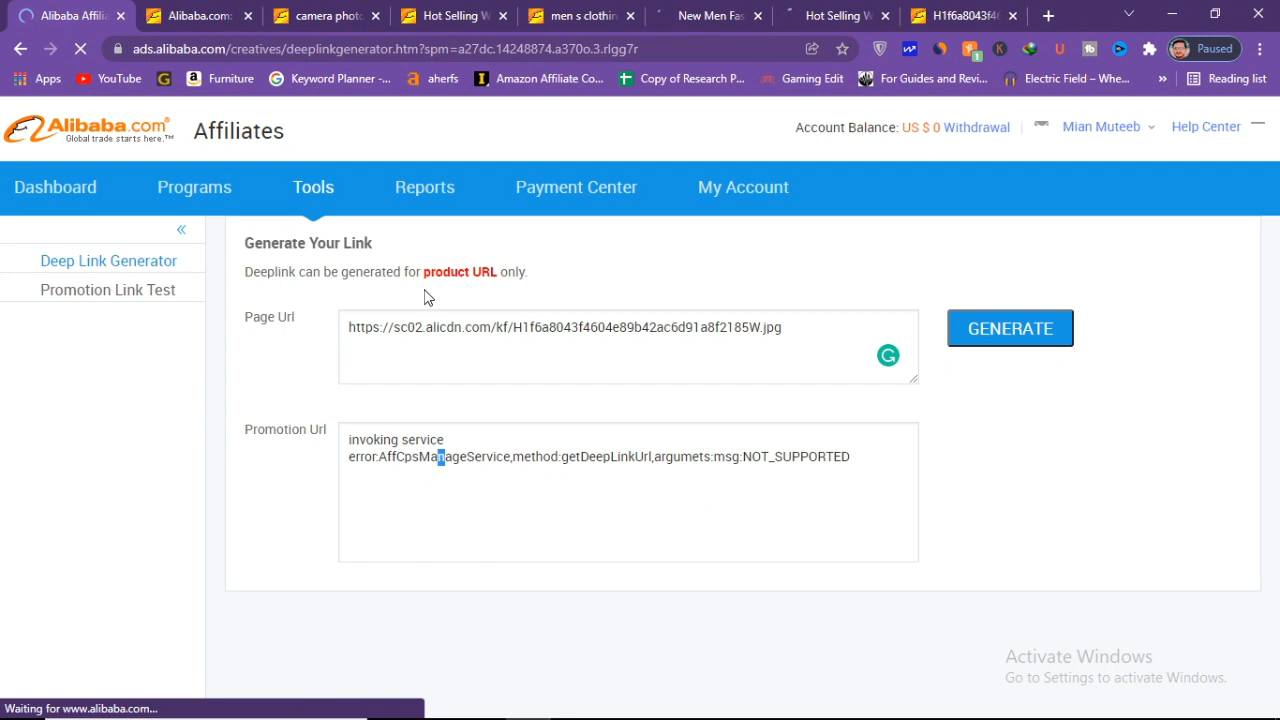 Alibaba Affilia
Alibaba.com:
camera phot
Hot Selling W
men s clothin
New Men Fas
Hot Selling W
H1f6a8043f46
ads.alibaba.com/creatives/deeplinkgenerator.htm?spm=a27dc.14248874.a370o.3.rlgg7r
Paused
Apps
YouTube
Furniture
Keyword Planner -...
aherfs
Amazon Affiliate Co...
Copy of Research P...
Gaming Edit
For Guides and Revi...
Electric Field – Whe...
»
Reading list
Alibaba.com®
Global trade starts here.™
Affiliates
Account Balance: US $ 0 Withdrawal
Mian Muteeb
Help Center
Dashboard
Programs
Tools
Reports
Payment Center
My Account
«
Deep Link Generator
Promotion Link Test
Generate Your Link
Deeplink can be generated for product URL only.
Page Url
https://sc02.alicdn.com/kf/H1f6a8043f4604e89b42ac6d91a8f2185W.jpg
GENERATE
Promotion Url
invoking service
error:AffCpsManageService,method:getDeepLinkUrl,argumets:msg:NOT_SUPPORTED
Activate Windows
Go to Settings to activate Windows.
Waiting for www.alibaba.com...